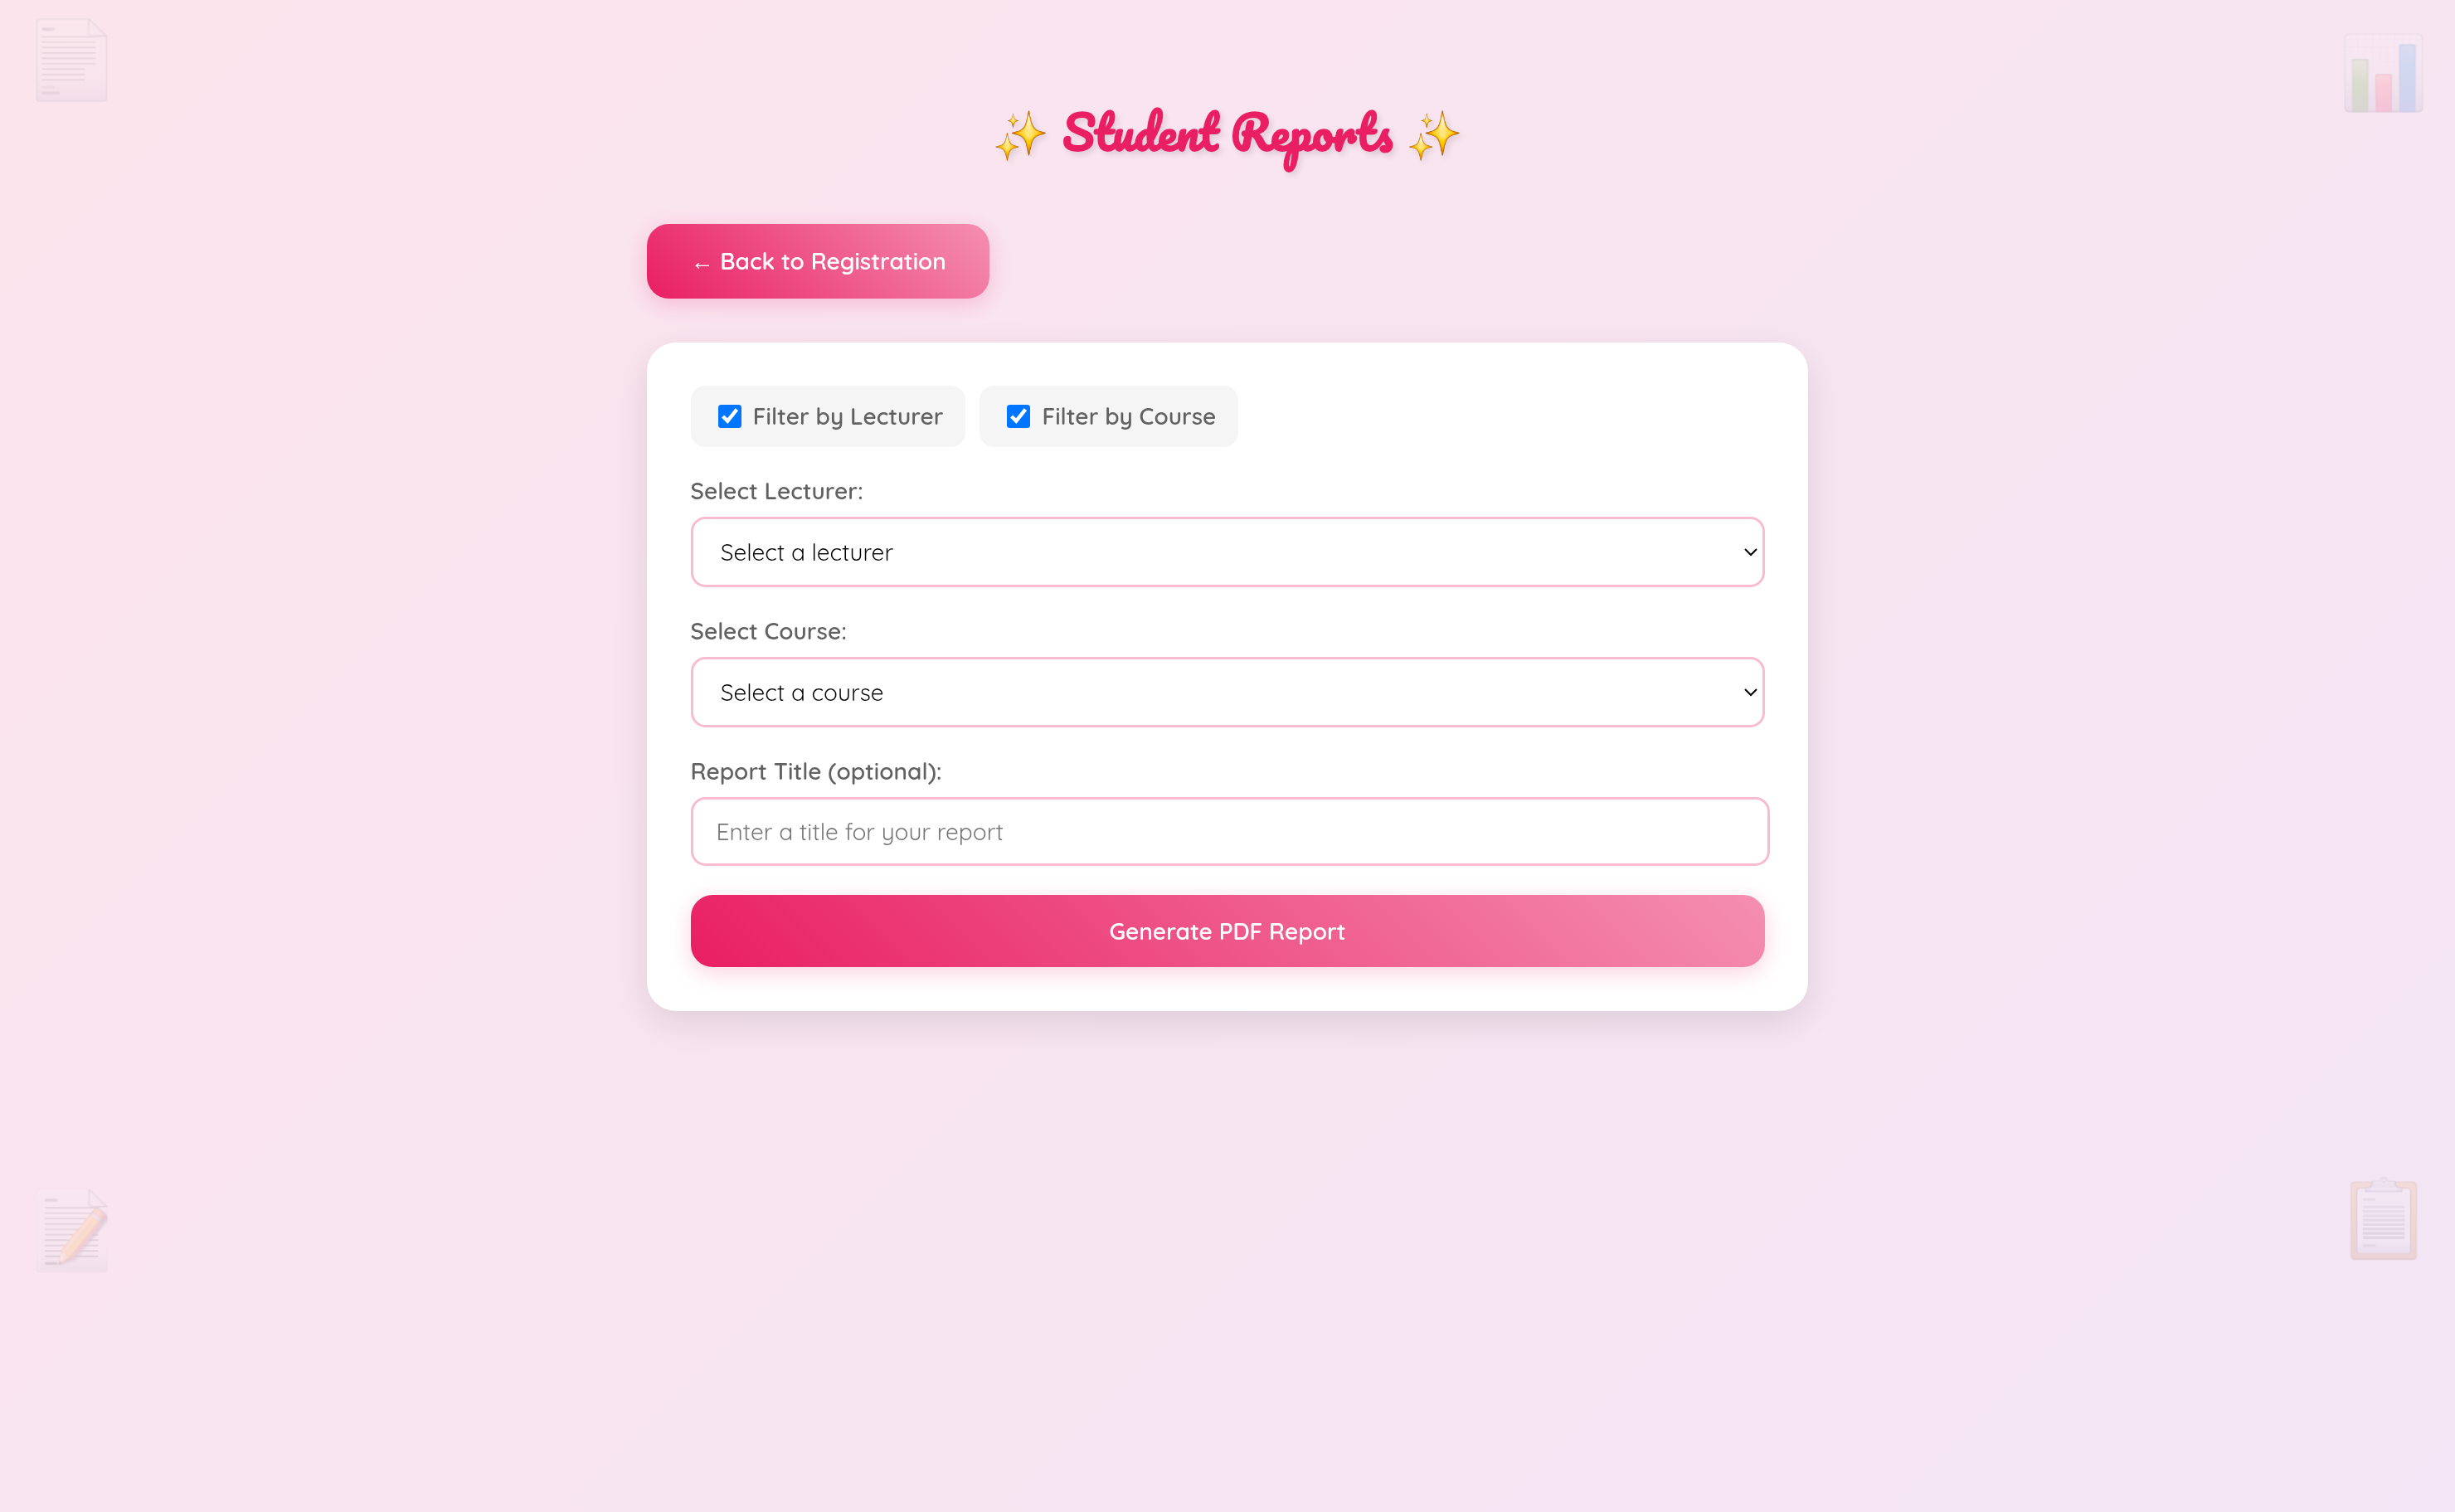 ✨ Student Reports ✨
← Back to Registration
Filter by Lecturer Filter by Course
Select Lecturer:
Select a lecturer
Select Course:
Select a course
Report Title (optional):
Enter a title for your report
Generate PDF Report